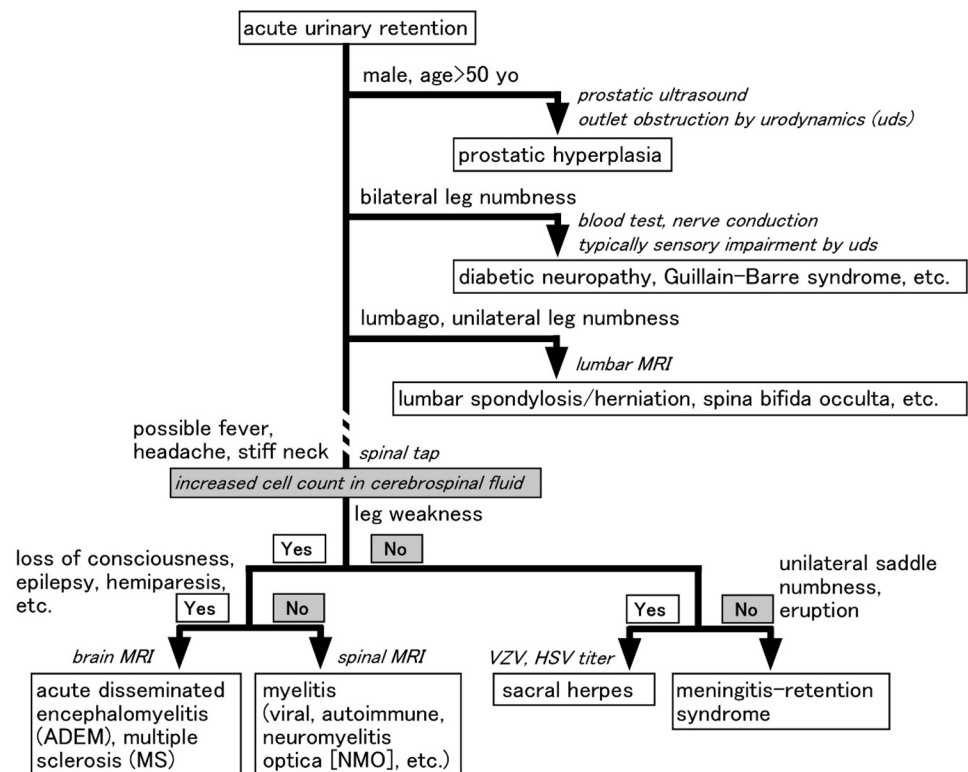 acute urinary retention
male, age>50 yo
prostatic ultrasound
outlet obstruction by urodynamics (uds)
prostatic hyperplasia
bilateral leg numbness
blood test, nerve conduction
typically sensory impairment by uds
diabetic neuropathy, Guillain-Barre syndrome, etc.
lumbago, unilateral leg numbness
lumbar MRI
lumbar spondylosis/herniation, spina bifida occulta, etc.
possible fever,
headache, stiff neck
spinal tap
increased cell count in cerebrospinal fluid
leg weakness
Yes
No
loss of consciousness,
epilepsy, hemiparesis,
etc.
Yes
No
unilateral saddle
numbness,
eruption
Yes
No
brain MRI
acute disseminated
encephalomyelitis
(ADEM), multiple
sclerosis (MS)
spinal MRI
myelitis
(viral, autoimmune,
neuromyelitis
optica [NMO], etc.)
VZV, HSV titer
sacral herpes
meningitis-retention
syndrome